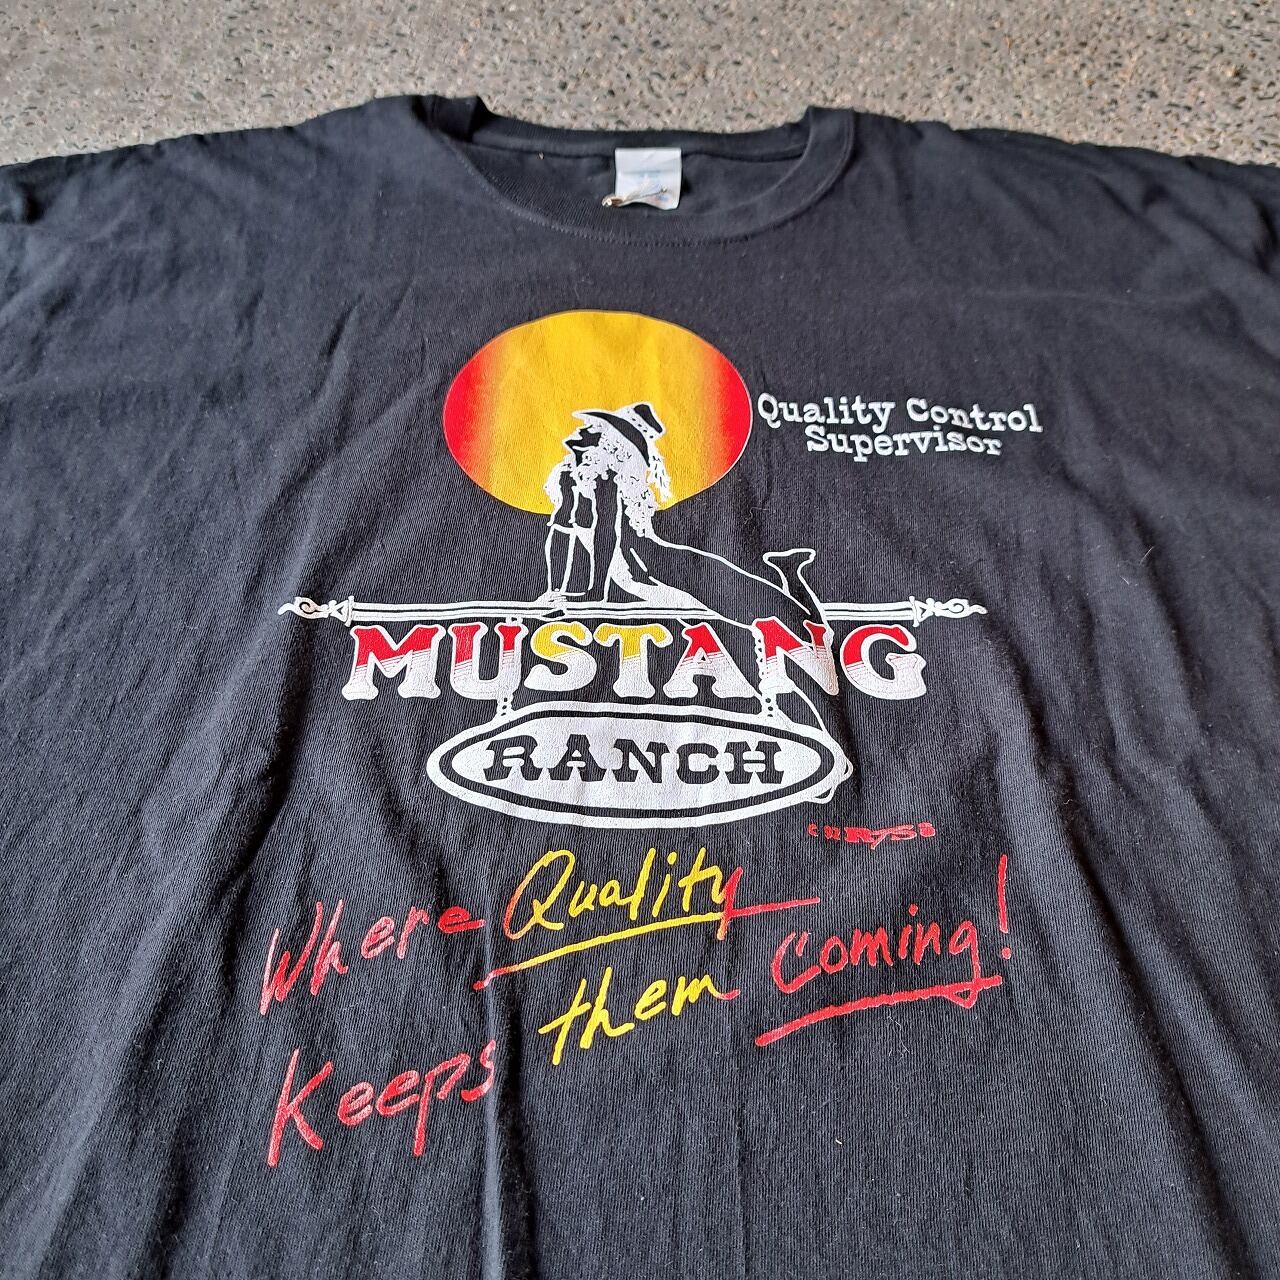 Quality Control
Supervisor
MUSTANG
RANCH
Where Quality
Keeps them Coming!